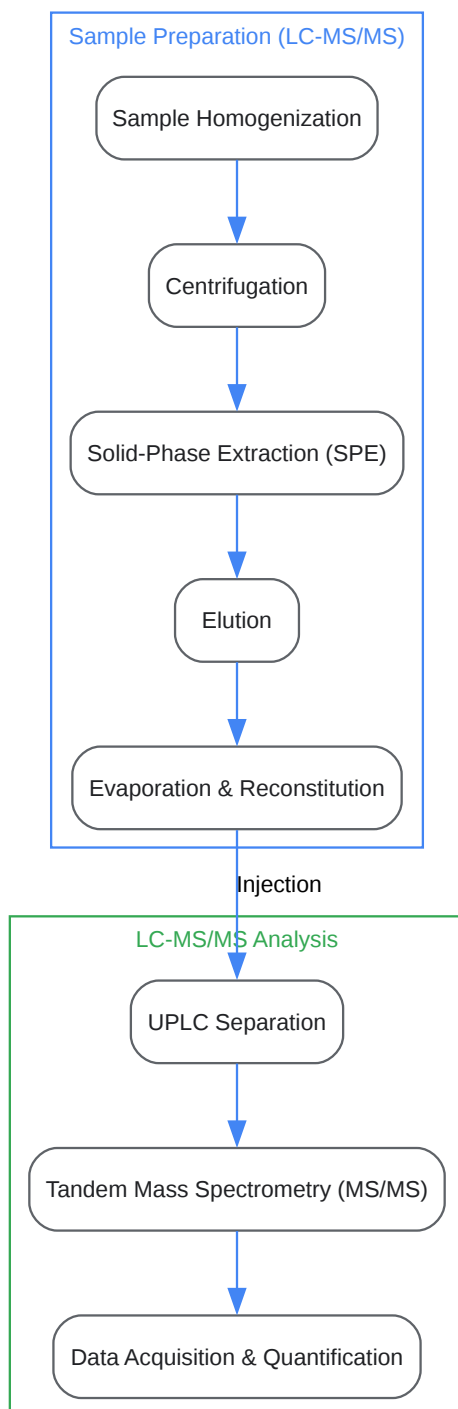 Sample Preparation (LC-MS/MS)
Sample Homogenization
Centrifugation
Solid-Phase Extraction (SPE)
Elution
Evaporation & Reconstitution
Injection
LC-MS/MS Analysis
UPLC Separation
Tandem Mass Spectrometry (MS/MS)
Data Acquisition & Quantification